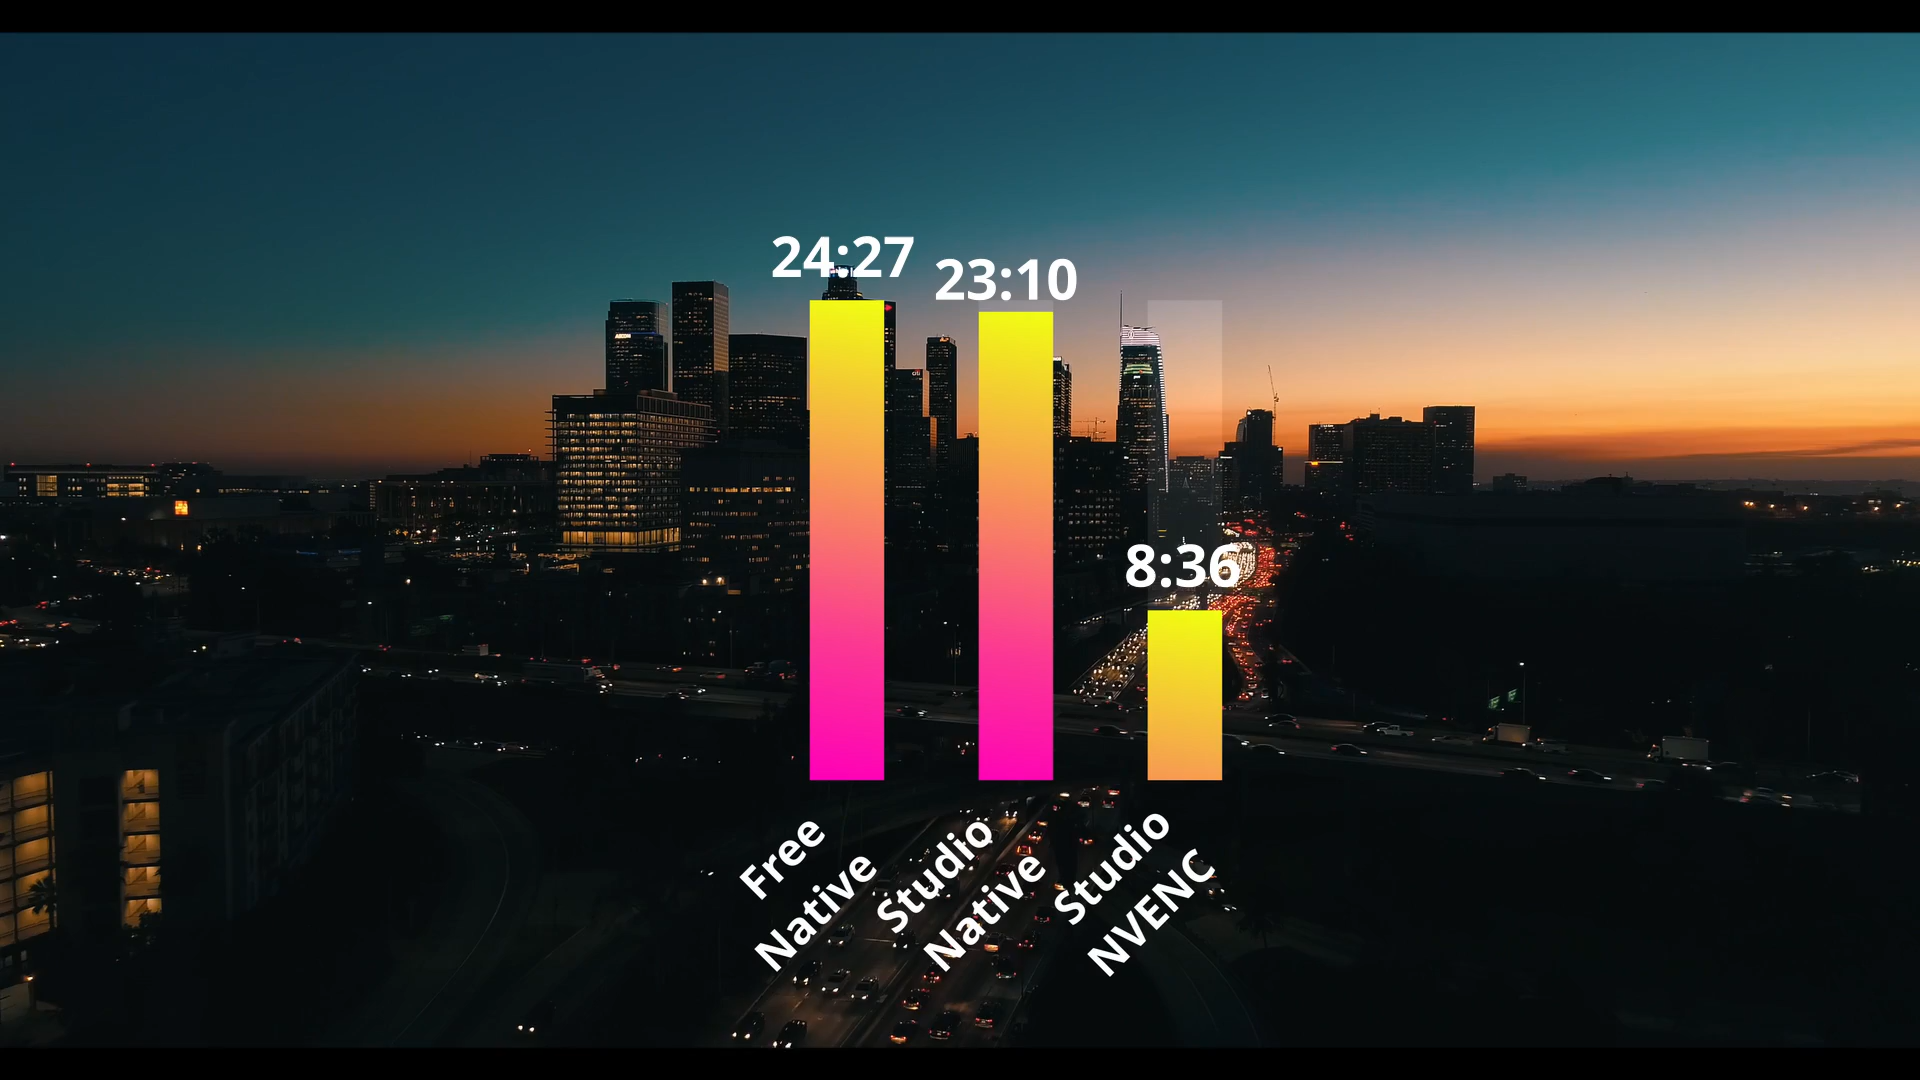 24:27
23:10
8:36
Free
Native
Studio
Native
Studio
NVENC